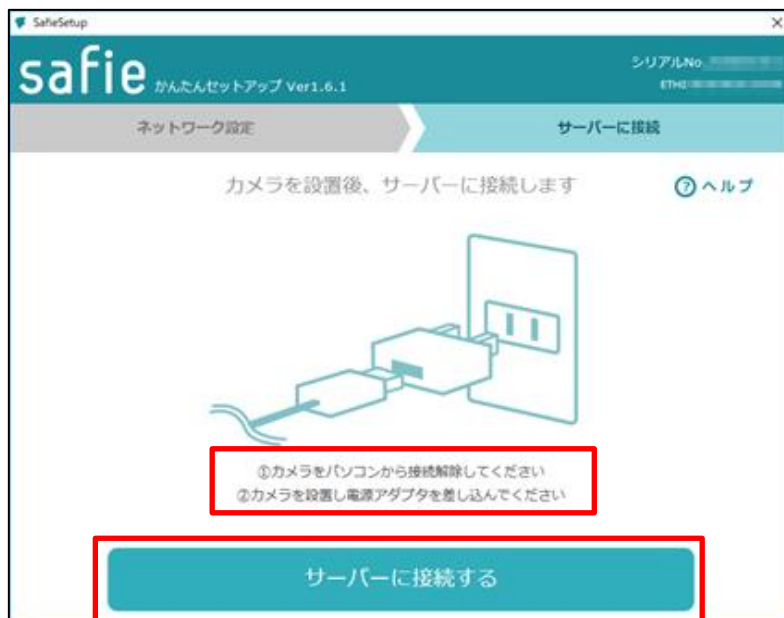 SafieSetup
safie かんたんセットアップ Ver1.6.1
シリアルNo
ETH
ネットワーク設定
サーバーに接続
カメラを設置後、サーバーに接続します
ヘルプ
①カメラをパソコンから接続解除してください
②カメラを設置し電源アダプタを差し込んでください
サーバーに接続する